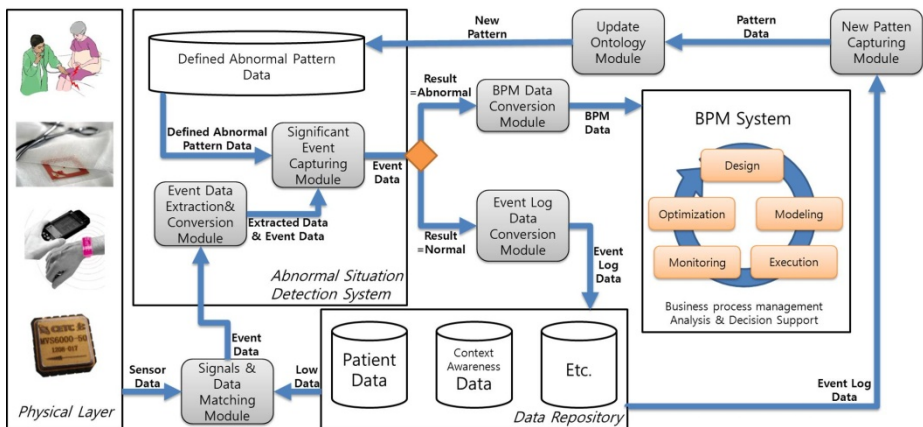 New
Pattern
Update
Ontology
Module
Pattern
Data
New Patten
Capturing
Module
Defined Abnormal Pattern
Data
Result
=Abnormal
BPM Data
Conversion
Module
BPM
Data
BPM System
Design
Modeling
Execution
Monitoring
Optimization
Business process management
Analysis & Decision Support
Defined Abnormal
Pattern Data
Significant
Event
Capturing
Module
Event
Data
Event Data
Extraction&
Conversion
Module
Extracted Data
& Event Data
Result
=Normal
Event Log
Data
Conversion
Module
Event
Log
Data
Abnormal Situation
Detection System
Event
Data
Sensor
Data
Signals &
Data
Matching
Module
Low
Data
Patient
Data
Context
Awareness
Data
Etc.
Data Repository
Event Log
Data
MVS6000-50
Physical Layer